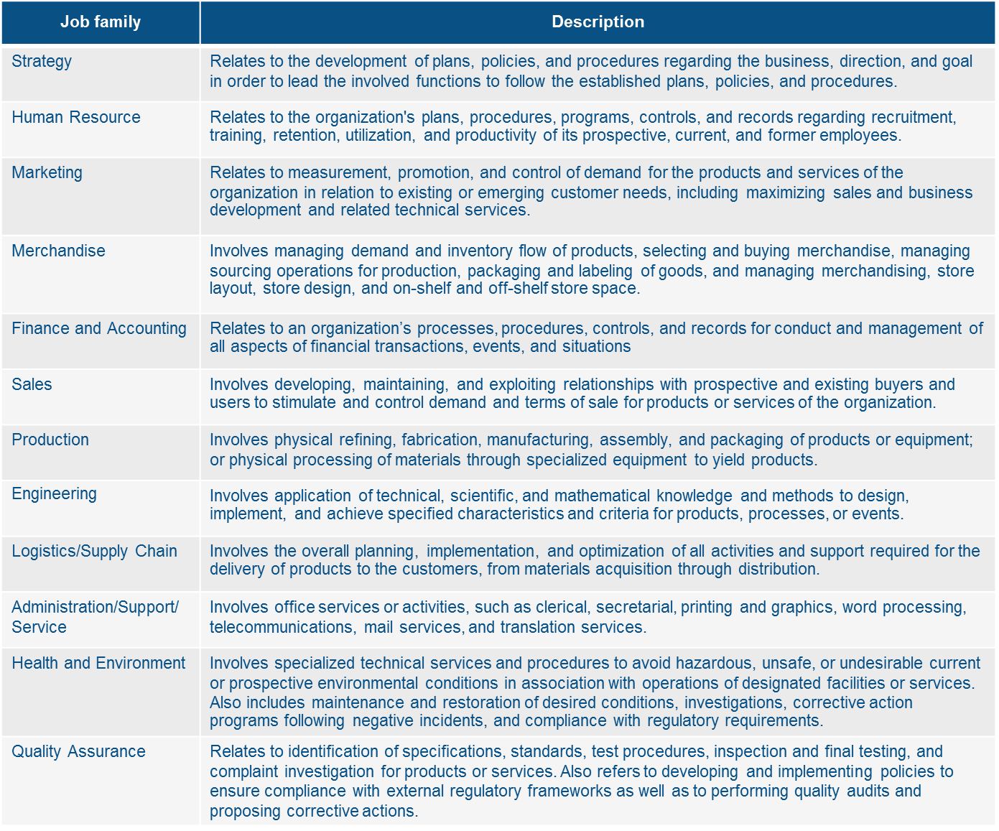 Job family
Description
Strategy
Relates to the development of plans, policies, and procedures regarding the business, direction, and goal
in order to lead the involved functions to follow the established plans, policies, and procedures.
Human Resource
Relates to the organization's plans, procedures, programs, controls, and records regarding recruitment,
training, retention, utilization, and productivity of its prospective, current, and former employees.
Marketing
Relates to measurement, promotion, and control of demand for the products and services of the
organization in relation to existing or emerging customer needs, including maximizing sales and business
development and related technical services.
Merchandise
Involves managing demand and inventory flow of products, selecting and buying merchandise, managing
sourcing operations for production, packaging and labeling of goods, and managing merchandising, store
layout, store design, and on-shelf and off-shelf store space.
Finance and Accounting
Relates to an organization’s processes, procedures, controls, and records for conduct and management of
all aspects of financial transactions, events, and situations
Sales
Involves developing, maintaining, and exploiting relationships with prospective and existing buyers and
users to stimulate and control demand and terms of sale for products or services of the organization.
Production
Involves physical refining, fabrication, manufacturing, assembly, and packaging of products or equipment;
or physical processing of materials through specialized equipment to yield products.
Engineering
Involves application of technical, scientific, and mathematical knowledge and methods to design,
implement, and achieve specified characteristics and criteria for products, processes, or events.
Logistics/Supply Chain
Involves the overall planning, implementation, and optimization of all activities and support required for the
delivery of products to the customers, from materials acquisition through distribution.
Administration/Support/
Service
Involves office services or activities, such as clerical, secretarial, printing and graphics, word processing,
telecommunications, mail services, and translation services.
Health and Environment
Involves specialized technical services and procedures to avoid hazardous, unsafe, or undesirable current
or prospective environmental conditions in association with operations of designated facilities or services.
Also includes maintenance and restoration of desired conditions, investigations, corrective action
programs following negative incidents, and compliance with regulatory requirements.
Quality Assurance
Relates to identification of specifications, standards, test procedures, inspection and final testing, and
complaint investigation for products or services. Also refers to developing and implementing policies to
ensure compliance with external regulatory frameworks as well as to performing quality audits and
proposing corrective actions.